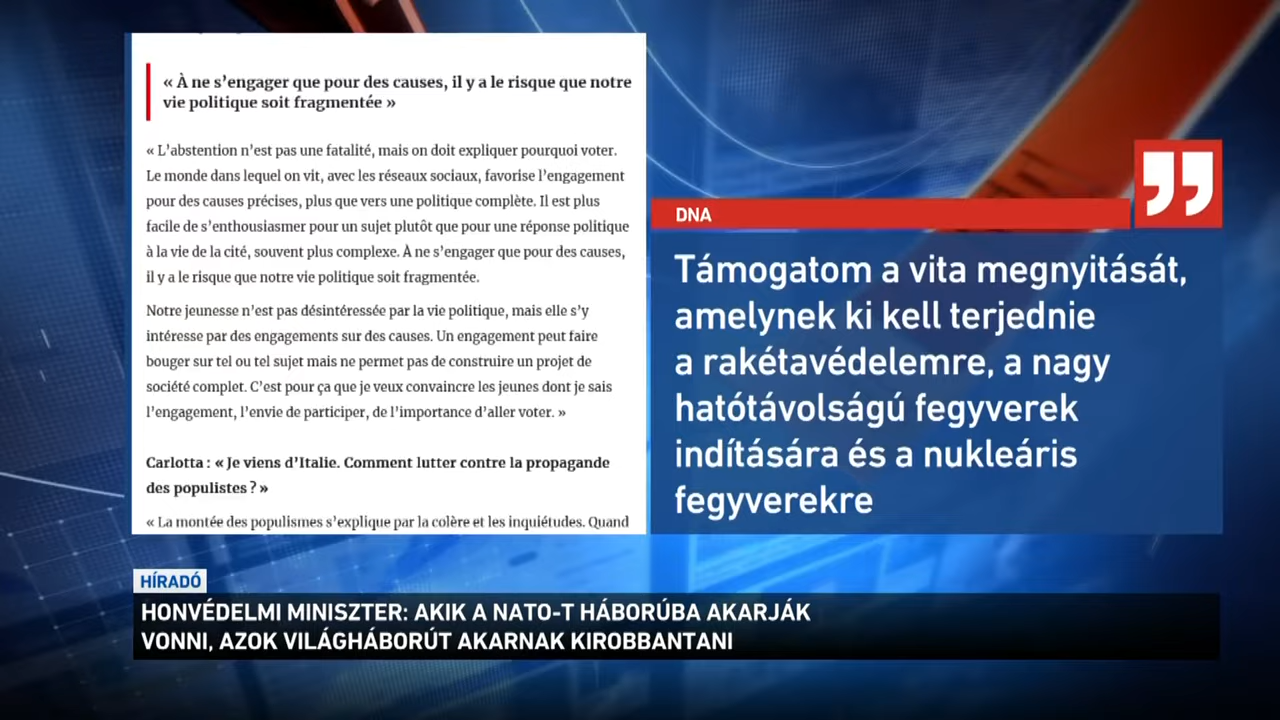 « À ne s’engager que pour des causes, il y a le risque que notre
vie politique soit fragmentée »
« L’abstention n’est pas une fatalité, mais on doit expliquer pourquoi voter.
Le monde dans lequel on vit, avec les réseaux sociaux, favorise l’engagement
pour des causes précises, plus que vers une politique complète. Il est plus
facile de s’enthousiasmer pour un sujet plutôt que pour une réponse politique
à la vie de la cité, souvent plus complexe. À ne s’engager que pour des causes,
il y a le risque que notre vie politique soit fragmentée.
Notre jeunesse n’est pas désintéressée par la vie politique, mais elle s’y
intéresse par des engagements sur des causes. Un engagement peut faire
bouger sur tel ou tel sujet mais ne permet pas de construire un projet de
société complet. C’est pour ça que je veux convaincre les jeunes dont je sais
l’engagement, l’envie de participer, de l’importance d’aller voter. »
Carlotta : « Je viens d’Italie. Comment lutter contre la propagande
des populistes ? »
« La montée des populismes s’explique par la colère et les inquiétudes. Quand
DNA
Támogatom a vita megnyitását,
amelynek ki kell terjednie
a rakétavédelemre, a nagy
hatótávolságú fegyverek
indítására és a nukleáris
fegyverekre
HÍRADÓ
HONVÉDELMI MINISZTER: AKIK A NATO-T HÁBORÚBA AKARJÁK
VONNI, AZOK VILÁGHÁBORÚT AKARNAK KIROBBANTANI